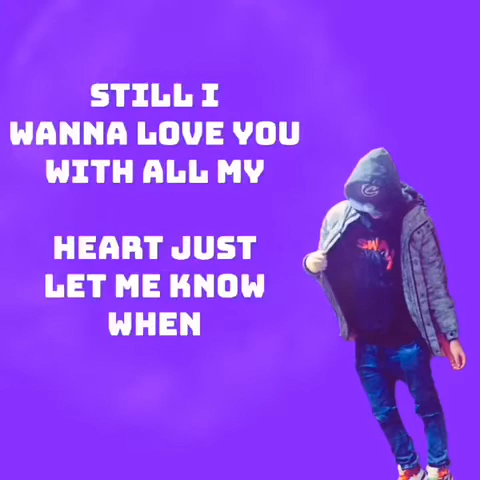 STILL I
WANNA LOVE YOU
WITH ALL MY
HEART JUST
LET ME KNOW
WHEN